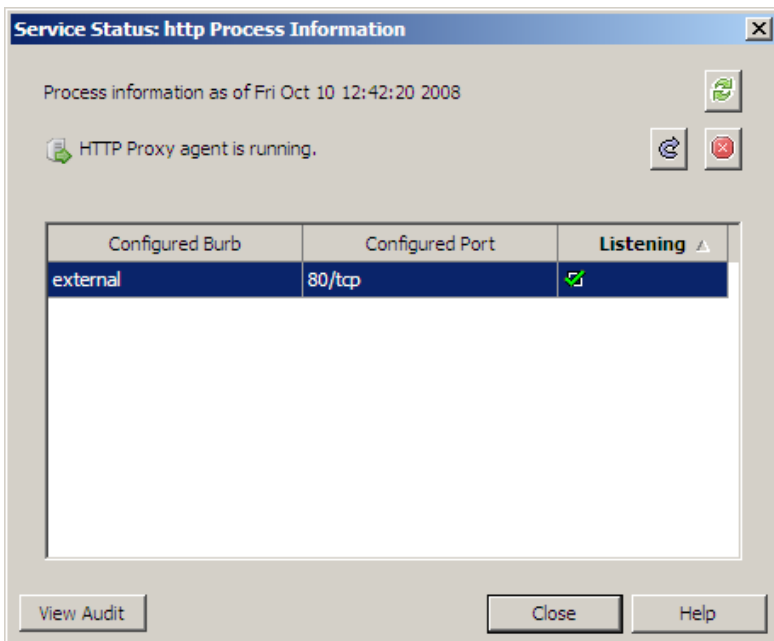 Service Status: http Process Information
Process information as of Fri Oct 10 12:42:20 2008
HTTP Proxy agent is running.
Configured Burb Configured Port Listening
external 80/tcp
View Audit Close Help